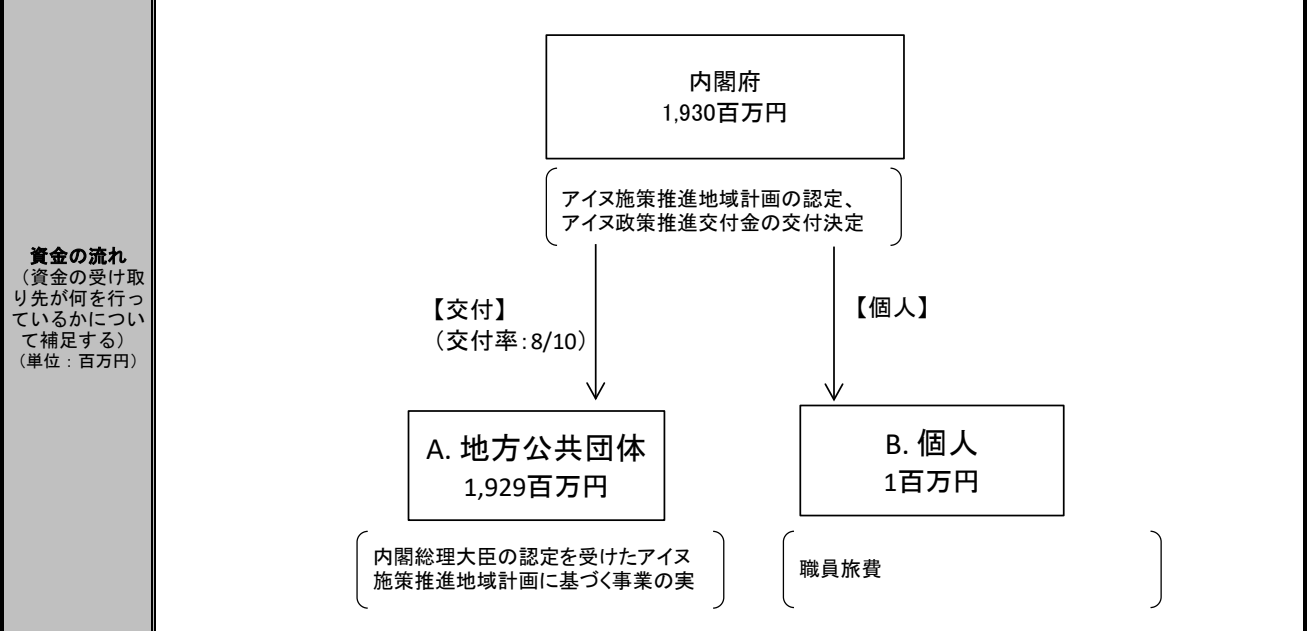 資金の流れ
（資金の受け取
り先が何を行っ
ているかについ
て補足する）
（単位：百万円）
内閣府
1,930百万円
アイヌ施策推進地域計画の認定、
アイヌ政策推進交付金の交付決定
【交付】
（交付率：8/10）
【個人】
A. 地方公共団体
1,929百万円
B. 個人
1百万円
内閣総理大臣の認定を受けたアイヌ
施策推進地域計画に基づく事業の実
職員旅費